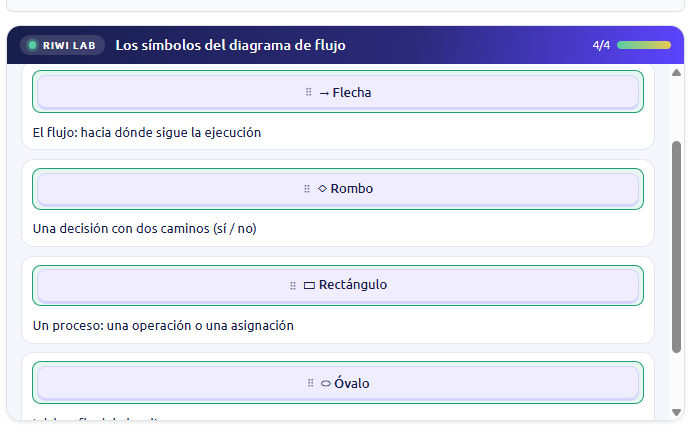 RIWI LAB Los símbolos del diagrama de flujo 4/4
→ Flecha
El flujo: hacia dónde sigue la ejecución
◇ Rombo
Una decisión con dos caminos (sí / no)
▭ Rectángulo
Un proceso: una operación o una asignación
⬭ Óvalo